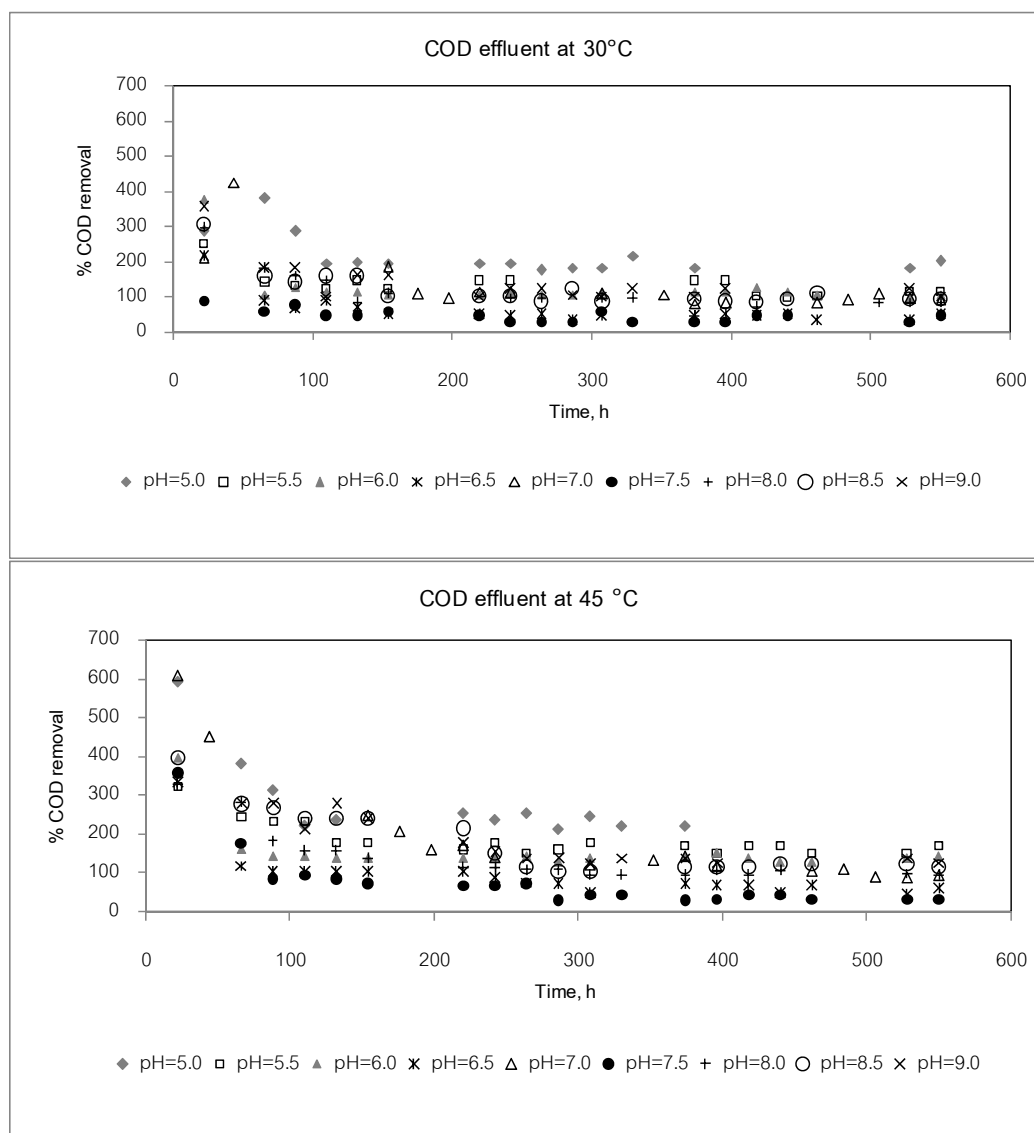 COD effluent at 30°C
700
600
500
400
300
200
100
0
% COD removal
0 100 200 300 400 500 600
Time, h
pH=5.0 pH=5.5 pH=6.0 pH=6.5 pH=7.0 pH=7.5 pH=8.0 pH=8.5 pH=9.0
COD effluent at 45 °C
700
600
500
400
300
200
100
0
% COD removal
0 100 200 300 400 500 600
Time, h
pH=5.0 pH=5.5 pH=6.0 pH=6.5 pH=7.0 pH=7.5 pH=8.0 pH=8.5 pH=9.0